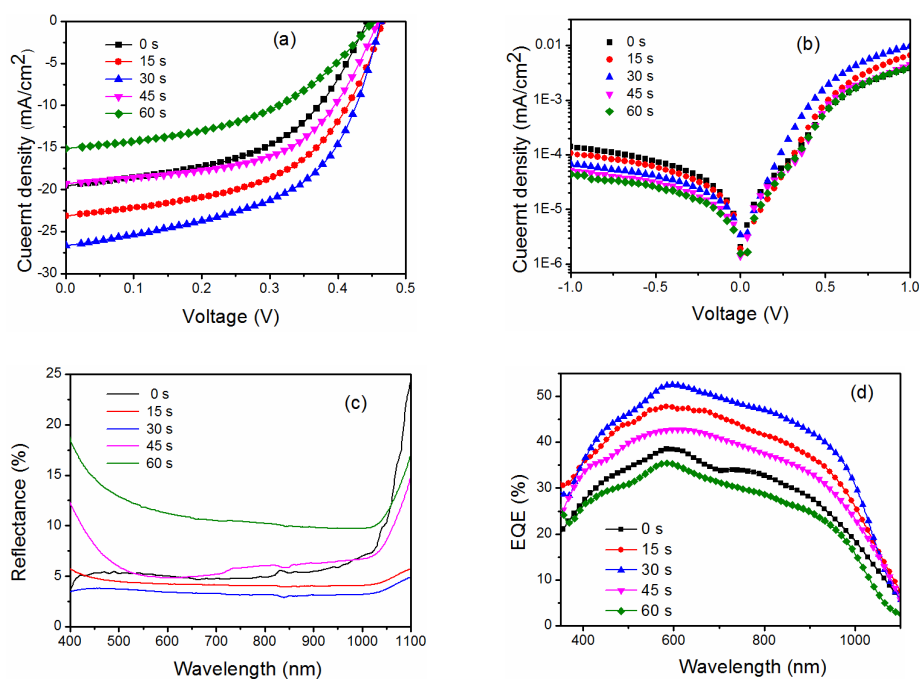 (a)
0 s
15 s
30 s
45 s
60 s
0
-5
-10
-15
-20
-25
-30
0.0 0.1 0.2 0.3 0.4 0.5
Voltage (V)
Cueernt density (mA/cm²)
(b)
0 s
15 s
30 s
45 s
60 s
0.01
1E-3
1E-4
1E-5
1E-6
-1.0 -0.5 0.0 0.5 1.0
Voltage (V)
Cueermt density (mA/cm²)
(c)
0 s
15 s
30 s
45 s
60 s
25
20
15
10
5
0
400 500 600 700 800 900 1000 1100
Wavelength (nm)
Reflectance (%)
(d)
0 s
15 s
30 s
45 s
60 s
50
40
30
20
10
0
400 600 800 1000
Wavelength (nm)
EQE (%)